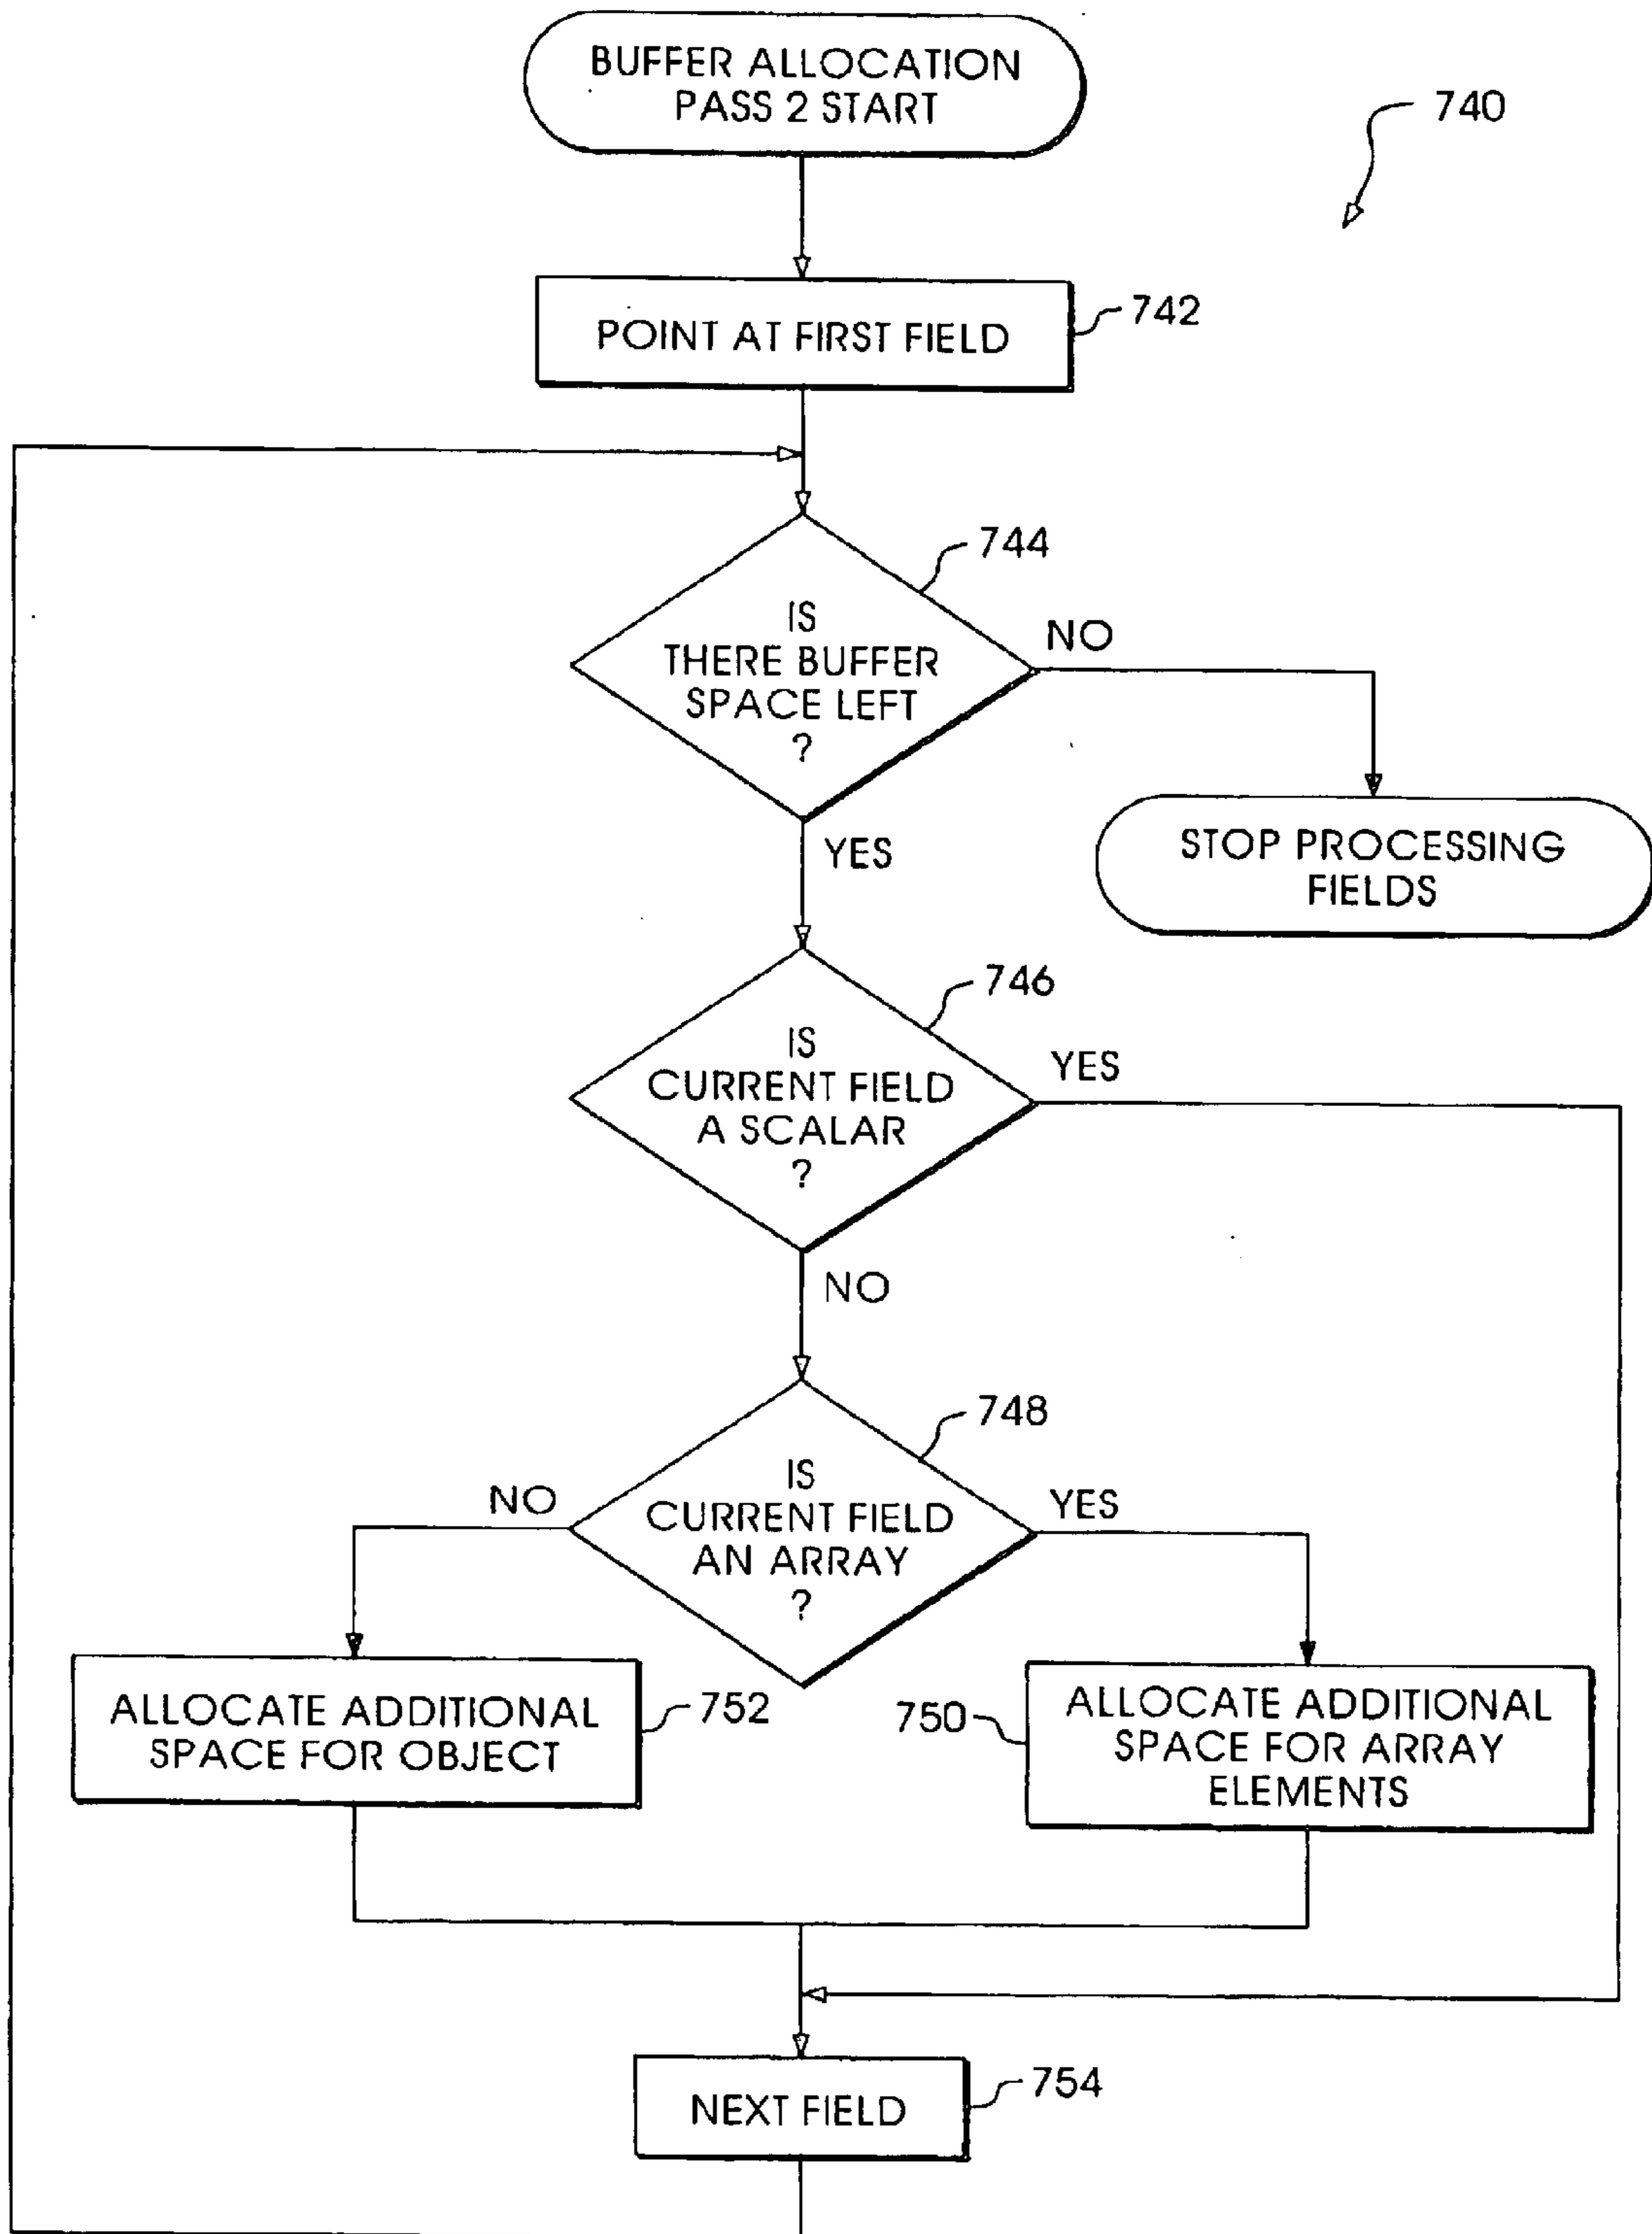 BUFFER ALLOCATION
PASS 2 START
740
POINT AT FIRST FIELD
742
744
IS
THERE BUFFER
SPACE LEFT
?
NO
YES
STOP PROCESSING
FIELDS
746
IS
CURRENT FIELD
A SCALAR
?
YES
NO
748
IS
CURRENT FIELD
AN ARRAY
?
NO
YES
ALLOCATE ADDITIONAL
SPACE FOR OBJECT
752
750
ALLOCATE ADDITIONAL
SPACE FOR ARRAY
ELEMENTS
NEXT FIELD
754